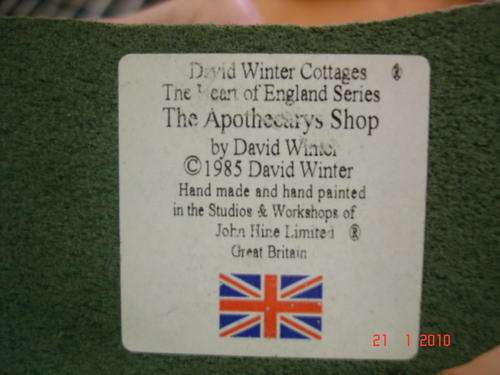 David Winter Cottages ®
The Heart of England Series
The Apothecarys Shop
by David Winter
© 1985 David Winter
Hand made and hand painted
in the Studios & Workshops of
John Hine Limited ®
Great Britain
21 1 2010